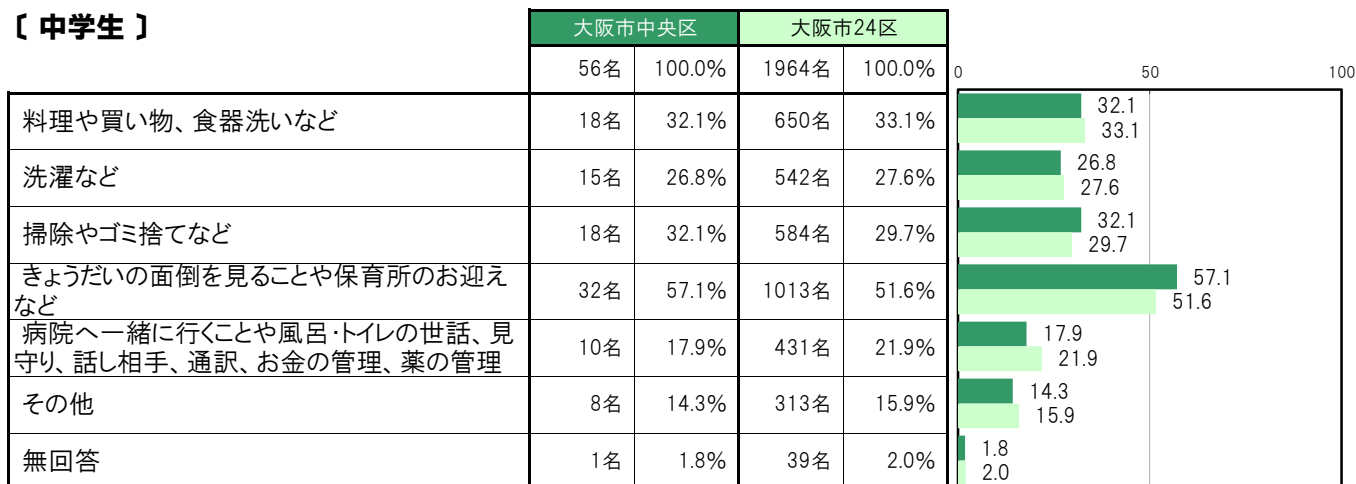 〔 中学生 〕
大阪市中央区 大阪市24区
56名 100.0% 1964名 100.0% 0 50 100
料理や買い物、食器洗いなど 18名 32.1% 650名 33.1% 32.1
33.1
洗濯など 15名 26.8% 542名 27.6% 26.8
27.6
掃除やゴミ捨てなど 18名 32.1% 584名 29.7% 32.1
29.7
きょうだいの面倒を見ることや保育所のお迎え
など 32名 57.1% 1013名 51.6% 57.1
51.6
病院へ一緒に行くことや風呂・トイレの世話、見
守り、話し相手、通訳、お金の管理、薬の管理 10名 17.9% 431名 21.9% 17.9
21.9
その他 8名 14.3% 313名 15.9% 14.3
15.9
無回答 1名 1.8% 39名 2.0% 1.8
2.0